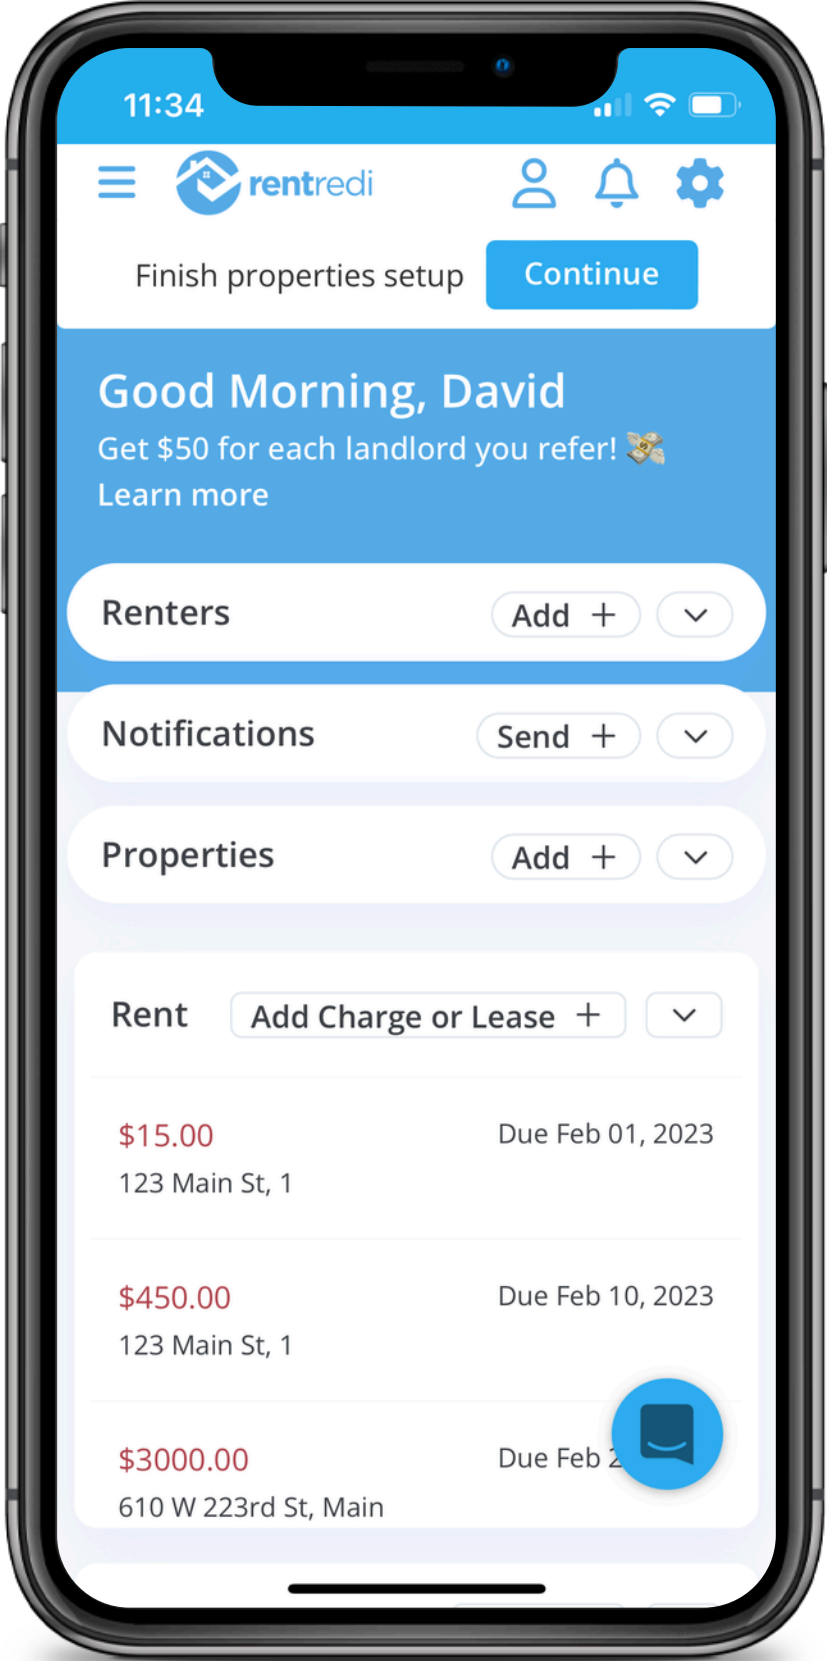 11:34
rentredi
Finish properties setup Continue
Good Morning, David
Get $50 for each landlord you refer! 💸
Learn more
Renters Add +
Notifications Send +
Properties Add +
Rent Add Charge or Lease +
$15.00 Due Feb 01, 2023
123 Main St, 1
$450.00 Due Feb 10, 2023
123 Main St, 1
$3000.00 Due Feb
610 W 223rd St, Main